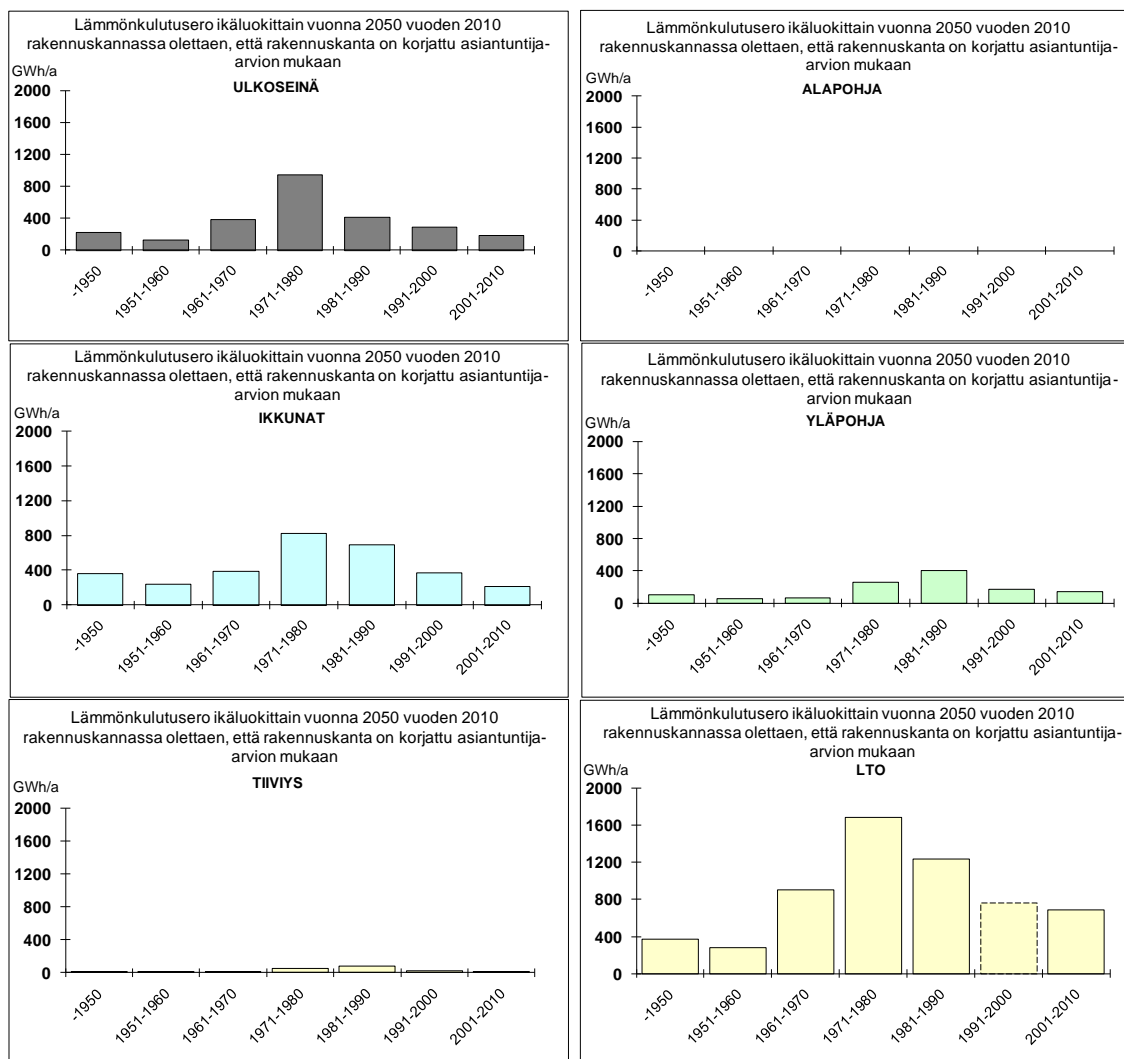 Lämmönkulutusero ikäluokittain vuonna 2050 vuoden 2010
rakennuskannassa olettaen, että rakennuskanta on korjattu asiantuntija-
arvion mukaan
GWh/a
ULKOSEINÄ
2000
1600
1200
800
400
0
-1950
1951-1960
1961-1970
1971-1980
1981-1990
1991-2000
2001-2010
Lämmönkulutusero ikäluokittain vuonna 2050 vuoden 2010
rakennuskannassa olettaen, että rakennuskanta on korjattu asiantuntija-
arvion mukaan
ALAPOHJA
2000
1600
1200
800
400
0
-1950
1951-1960
1961-1970
1971-1980
1981-1990
1991-2000
2001-2010
Lämmönkulutusero ikäluokittain vuonna 2050 vuoden 2010
rakennuskannassa olettaen, että rakennuskanta on korjattu asiantuntija-
arvion mukaan
GWh/a
IKKUNAT
2000
1600
1200
800
400
0
-1950
1951-1960
1961-1970
1971-1980
1981-1990
1991-2000
2001-2010
Lämmönkulutusero ikäluokittain vuonna 2050 vuoden 2010
rakennuskannassa olettaen, että rakennuskanta on korjattu asiantuntija-
arvion mukaan
GWh/a
YLÄPOHJA
2000
1600
1200
800
400
0
-1950
1951-1960
1961-1970
1971-1980
1981-1990
1991-2000
2001-2010
Lämmönkulutusero ikäluokittain vuonna 2050 vuoden 2010
rakennuskannassa olettaen, että rakennuskanta on korjattu asiantuntija-
arvion mukaan
GWh/a
TIIVIYS
2000
1600
1200
800
400
0
-1950
1951-1960
1961-1970
1971-1980
1981-1990
1991-2000
2001-2010
Lämmönkulutusero ikäluokittain vuonna 2050 vuoden 2010
rakennuskannassa olettaen, että rakennuskanta on korjattu asiantuntija-
arvion mukaan
GWh/a
LTO
2000
1600
1200
800
400
0
-1950
1951-1960
1961-1970
1971-1980
1981-1990
1991-2000
2001-2010